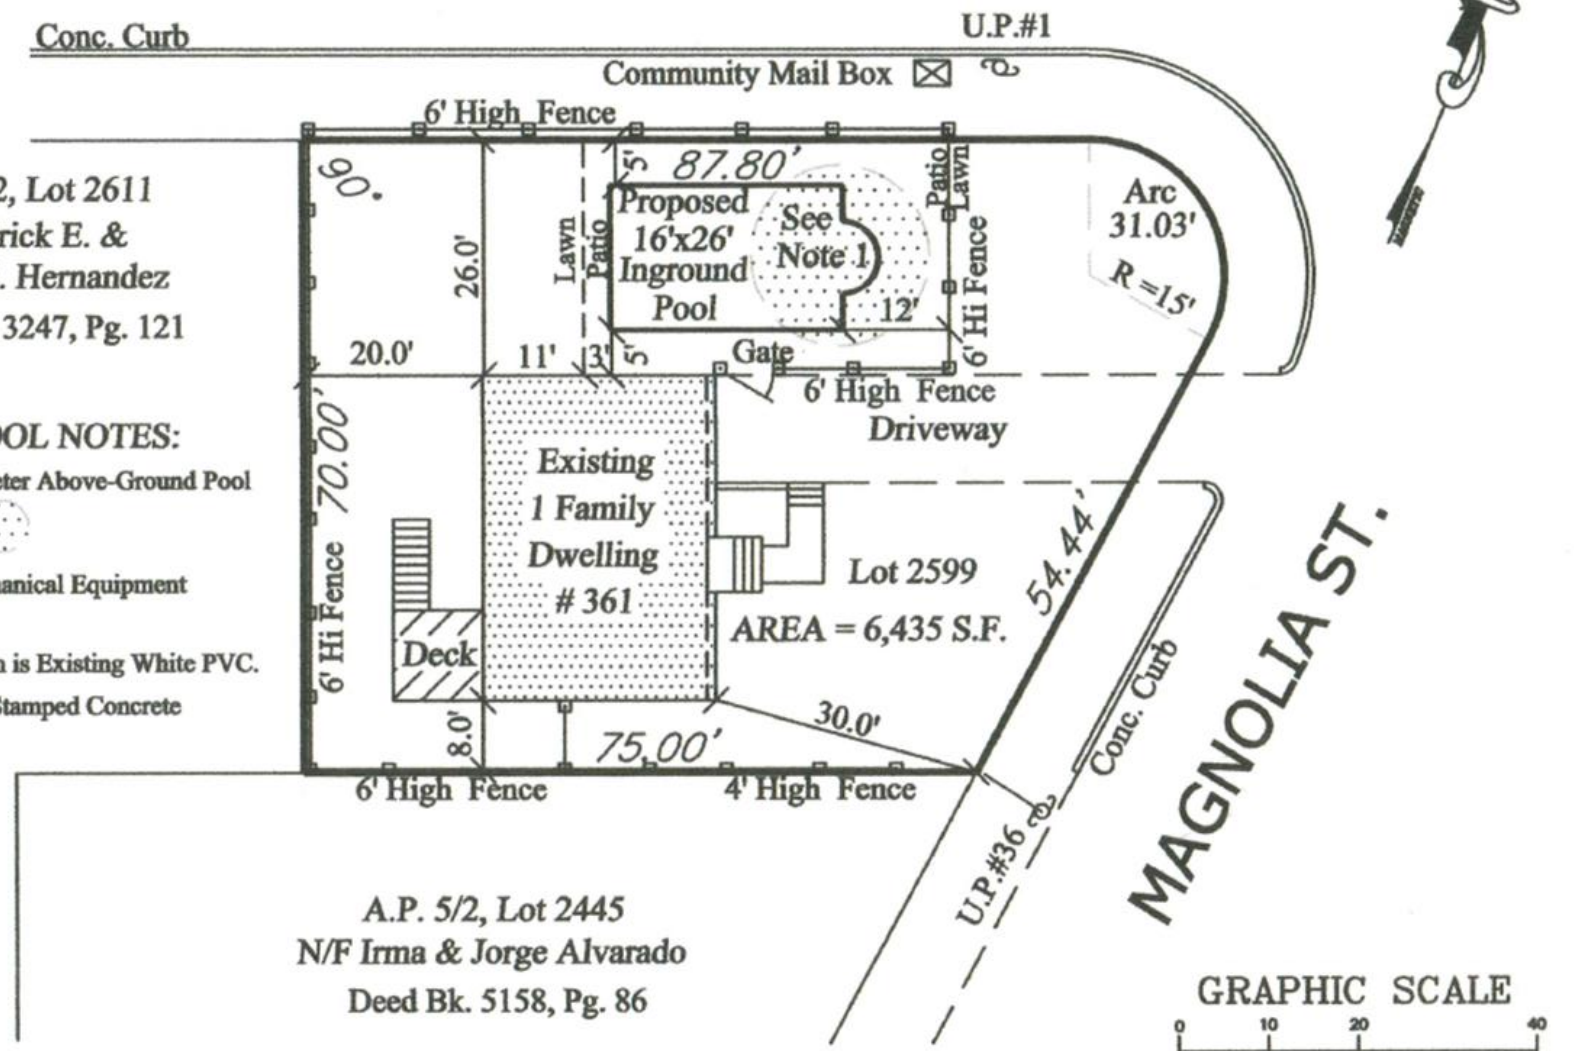 Conc. Curb
U.P.#1
Community Mail Box
6' High Fence
2, Lot 2611
rick E. &
. Hernandez
3247, Pg. 121
90°
26.0'
20.0'
11'
3'
Lawn
Patio
5'
87.80'
Proposed
16'x26'
Inground
Pool
See
Note 1
12'
5'
Patio
Lawn
6' Hi Fence
Arc
31.03'
R =15'
Gate
6' High Fence
Driveway
OOL NOTES:
eter Above-Ground Pool
hanical Equipment
n is Existing White PVC.
Stamped Concrete
70.00'
6' Hi Fence
Existing
1 Family
Dwelling
# 361
Deck
8.0'
Lot 2599
AREA = 6,435 S.F.
54.44'
30.0'
75.00'
6' High Fence
4' High Fence
Conc. Curb
U.P.#36
MAGNOLIA ST.
A.P. 5/2, Lot 2445
N/F Irma & Jorge Alvarado
Deed Bk. 5158, Pg. 86
GRAPHIC SCALE
0 10 20 40